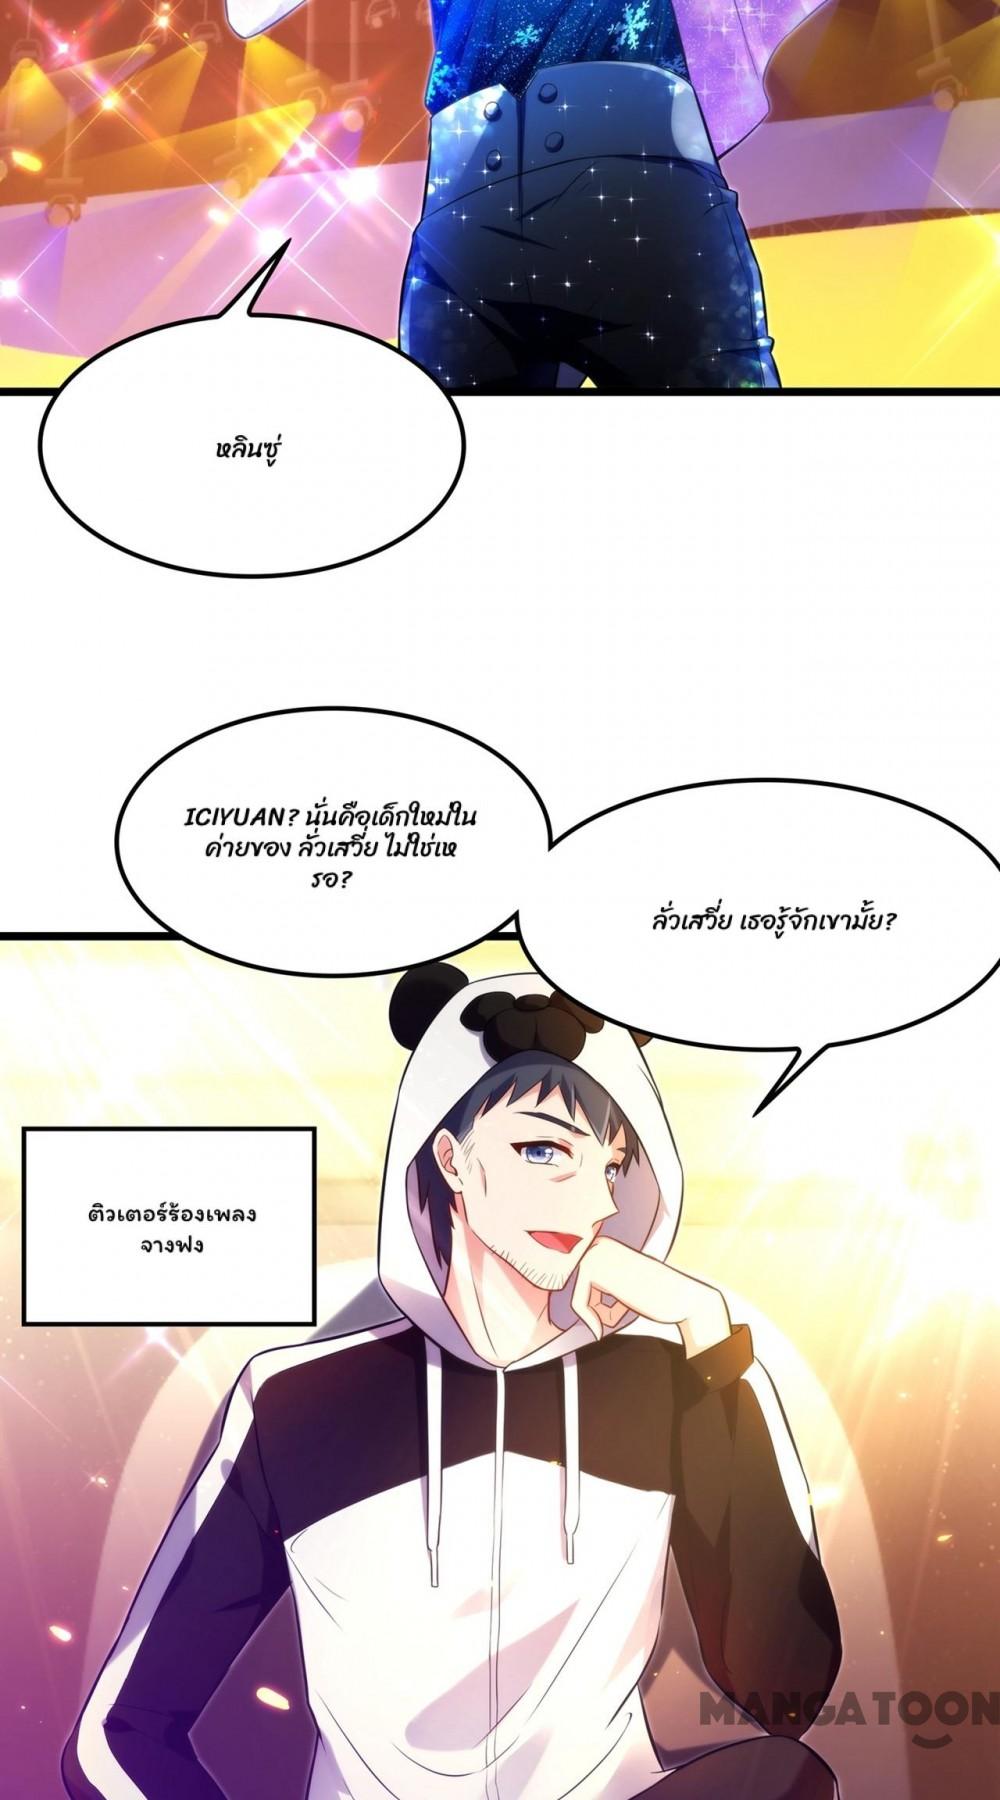 หลินซู่
ICIYUAN? นั่นคือเด็กใหม่ใน
ค่ายของ ลั่วเสวี่ย ไม่ใช่เห
รอ?
ลั่วเสวี่ย เธอรู้จักเขามั้ย?
ติวเตอร์ร้องเพลง
จางฟง
MANGATOON